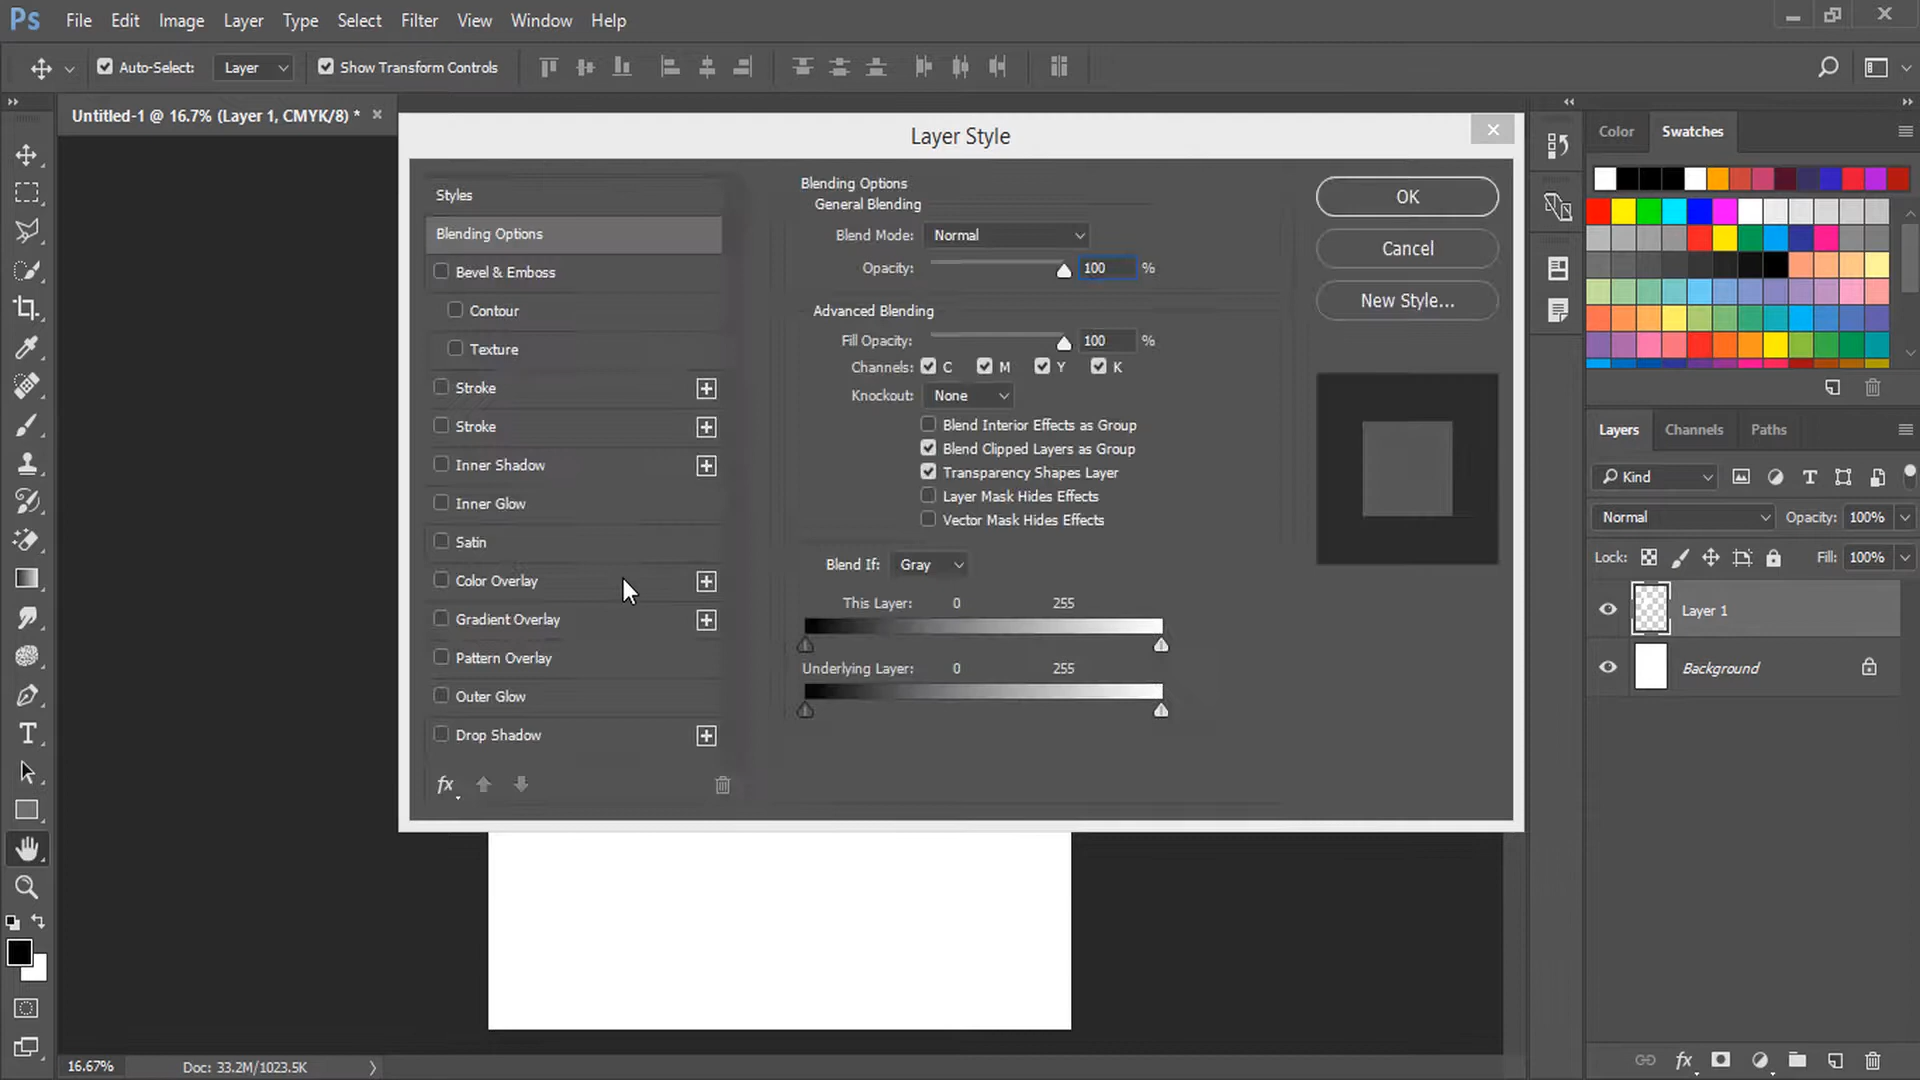 Ps File Edit Image Layer Type Select Filter View Window Help
Auto-Select: Layer Show Transform Controls
Untitled-1 @ 16.7% (Layer 1, CMYK/8) *
Layer Style
Styles
Blending Options
Bevel & Emboss
Contour
Texture
Stroke
Stroke
Inner Shadow
Inner Glow
Satin
Color Overlay
Gradient Overlay
Pattern Overlay
Outer Glow
Drop Shadow
fx
Blending Options
General Blending
Blend Mode: Normal
Opacity: 100 %
Advanced Blending
Fill Opacity: 100 %
Channels: C M Y K
Knockout: None
Blend Interior Effects as Group
Blend Clipped Layers as Group
Transparency Shapes Layer
Layer Mask Hides Effects
Vector Mask Hides Effects
Blend If: Gray
This Layer: 0 255
Underlying Layer: 0 255
OK
Cancel
New Style...
Color Swatches
Layers Channels Paths
Kind
Normal Opacity: 100%
Lock: Fill: 100%
Layer 1
Background
fx
16.67% Doc: 33.2M/1023.5K